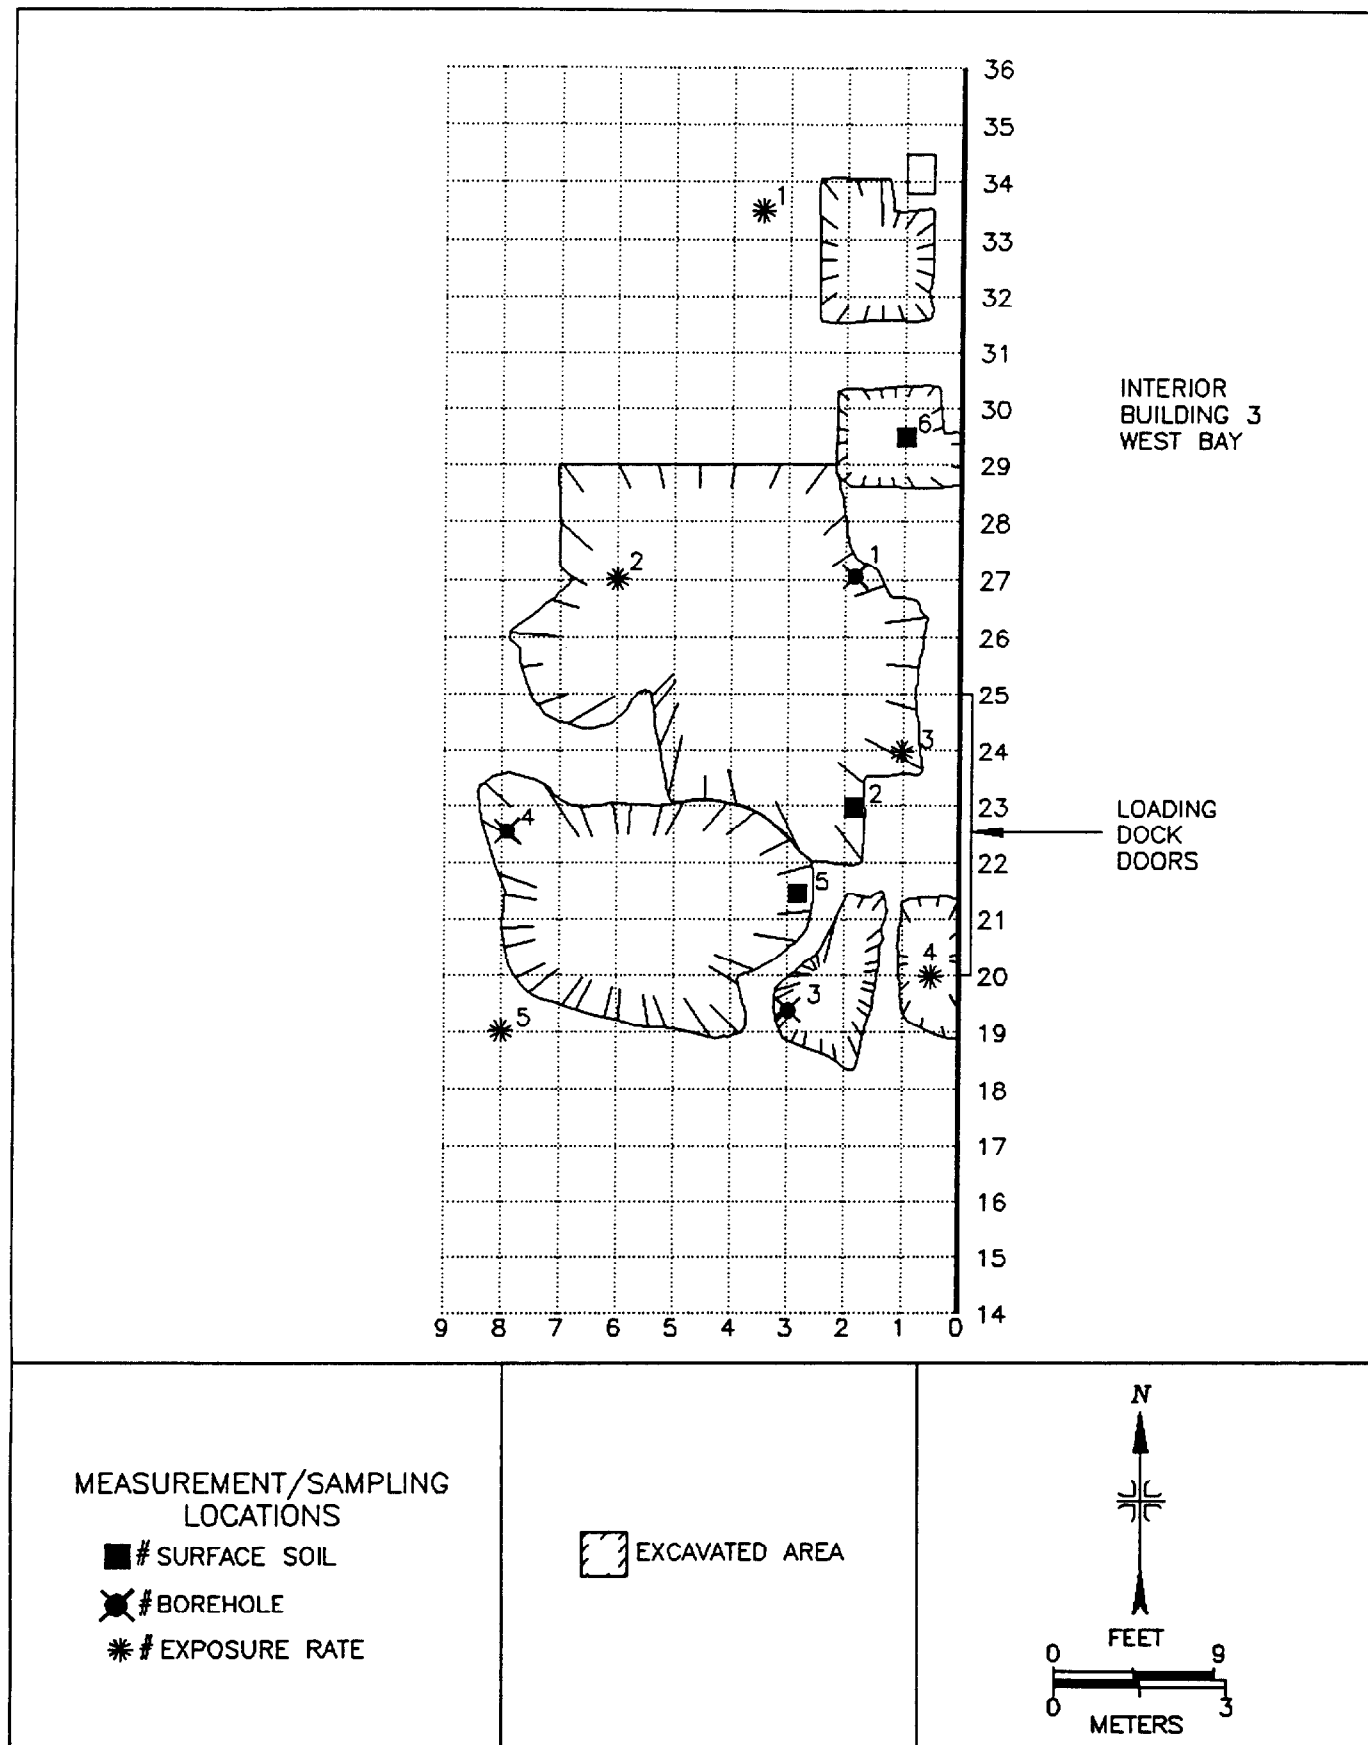 36
35
34
1
33
32
31
INTERIOR
BUILDING 3
WEST BAY
30
6
29
28
2
1
27
26
25
3
24
2
23
4
LOADING
DOCK
DOORS
22
5
21
4
20
3
5
19
18
17
16
15
14
9 8 7 6 5 4 3 2 1 0
MEASUREMENT/SAMPLING
LOCATIONS
# SURFACE SOIL
# BOREHOLE
# EXPOSURE RATE
EXCAVATED AREA
N
FEET
0 9
0 3
METERS